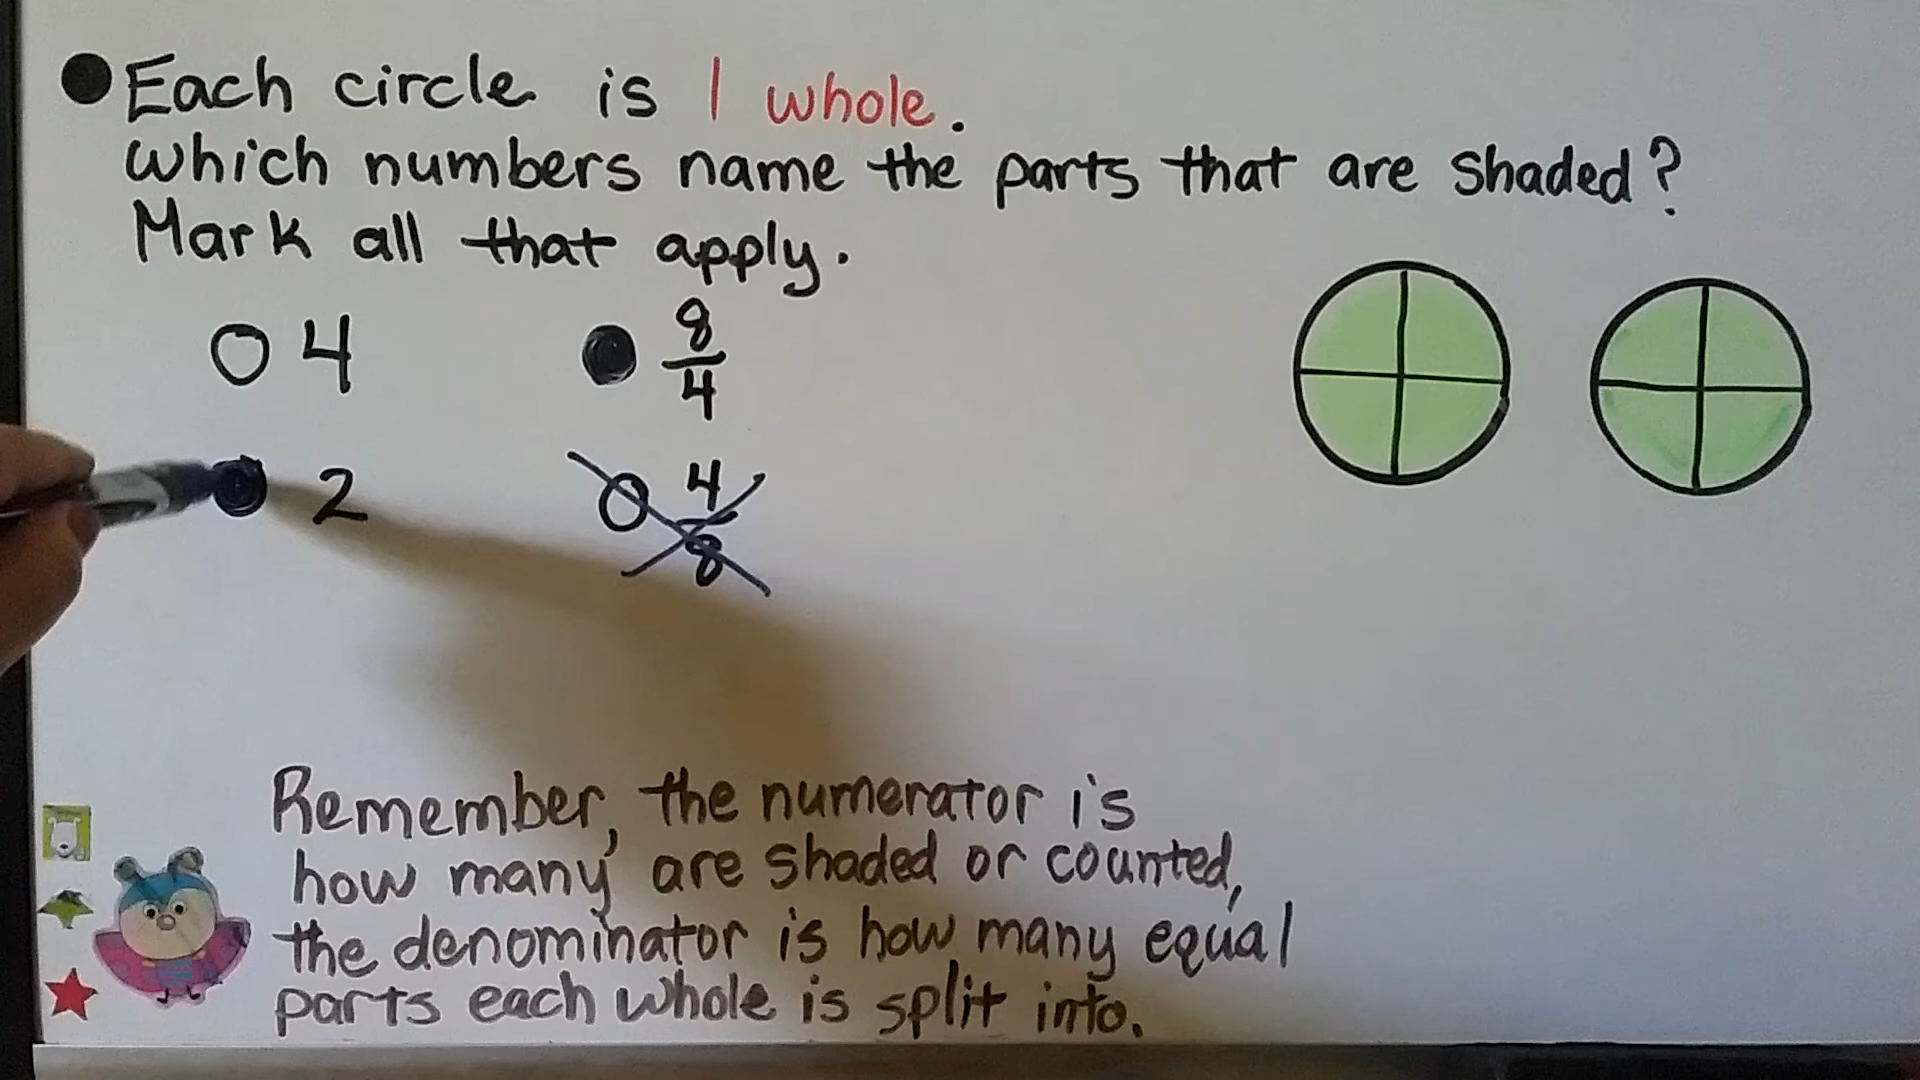 Each circle is 1 whole.
Which numbers name the parts that are shaded?
Mark all that apply.
4
8/4
2
4/8
Remember, the numerator is
how many are shaded or counted,
the denominator is how many equal
parts each whole is split into.